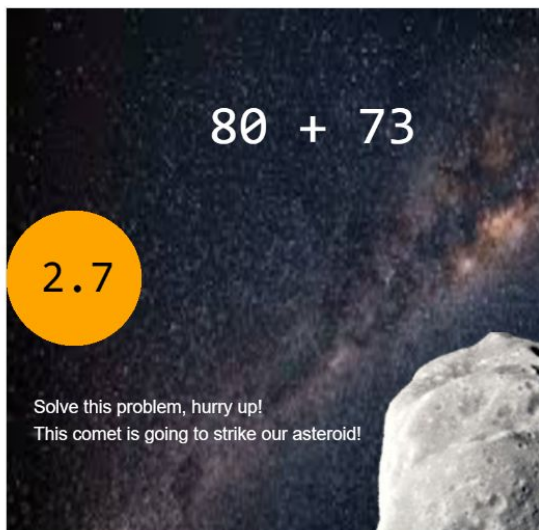 80 + 73
2.7
Solve this problem, hurry up!
This comet is going to strike our asteroid!